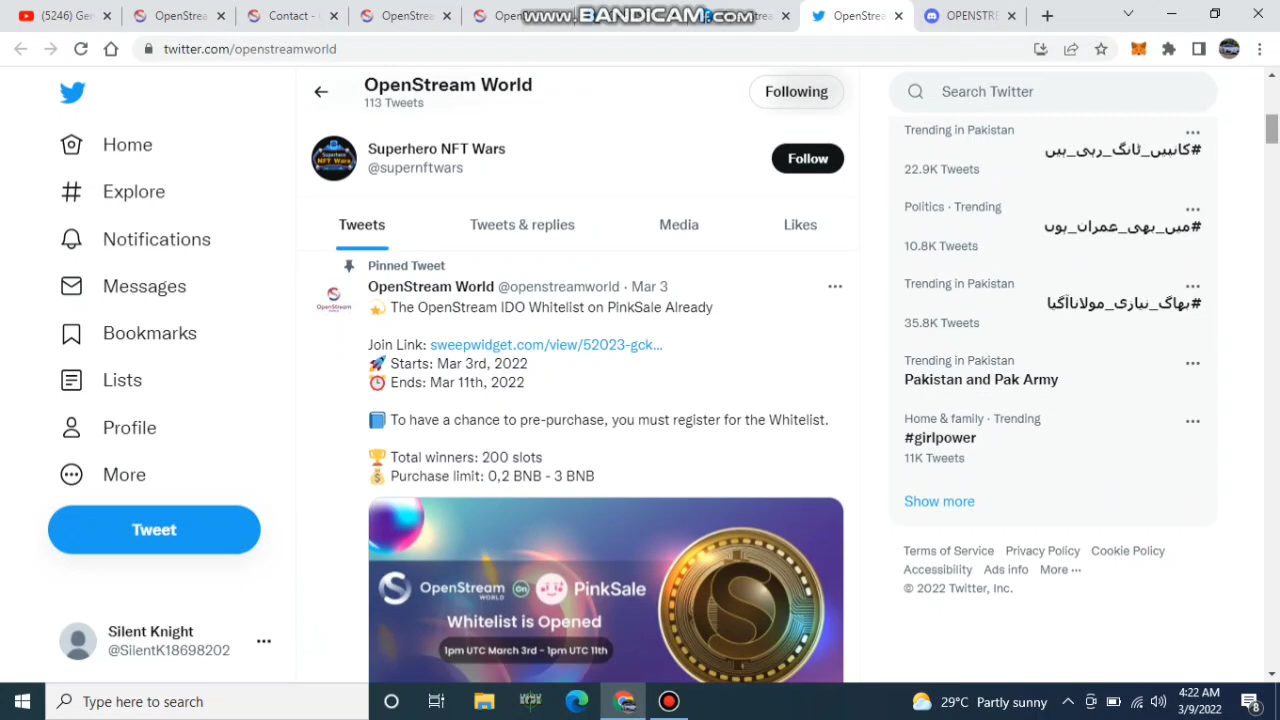 (5246) Ge
OpenStrea
Contact -
OpenStrea
Open
www.BANDICAM.com
OpenStrea
OPENSTRE
twitter.com/openstreamworld
OpenStream World
113 Tweets
Following
Search Twitter
Home
Explore
Notifications
Messages
Bookmarks
Lists
Profile
More
Tweet
Silent Knight
@SilentK18698202
Superhero NFT Wars
@supernftwars
Follow
Tweets
Tweets & replies
Media
Likes
Pinned Tweet
OpenStream World @openstreamworld · Mar 3
💫 The OpenStream IDO Whitelist on PinkSale Already
Join Link: sweepwidget.com/view/52023-gck…
🚀 Starts: Mar 3rd, 2022
⏰ Ends: Mar 11th, 2022
📘 To have a chance to pre-purchase, you must register for the Whitelist.
🏆 Total winners: 200 slots
💰 Purchase limit: 0,2 BNB - 3 BNB
OpenStream WORLD on PinkSale
Whitelist is Opened
1pm UTC March 3rd - 1pm UTC 11th
Trending in Pakistan
#کانپیں_ٹانگ_رہی_ہیں
22.9K Tweets
Politics · Trending
#میں_بھی_عمران_ہوں
10.8K Tweets
Trending in Pakistan
#بھاگ_نیازی_مولاناآگیا
35.8K Tweets
Trending in Pakistan
Pakistan and Pak Army
Home & family · Trending
#girlpower
11K Tweets
Show more
Terms of Service Privacy Policy Cookie Policy
Accessibility Ads info More ···
© 2022 Twitter, Inc.
Type here to search
29°C Partly sunny
4:22 AM
3/9/2022
8